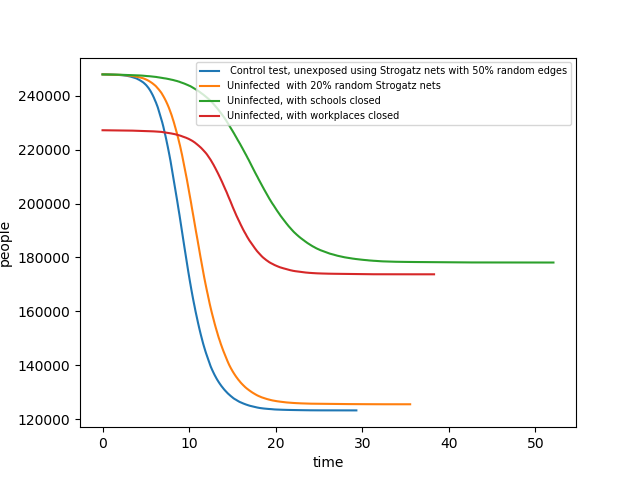 Control test, unexposed using Strogatz nets with 50% random edges
Uninfected  with 20% random Strogatz nets
Uninfected, with schools closed
Uninfected, with workplaces closed
240000
220000
200000
180000
160000
140000
120000
people
0 10 20 30 40 50
time